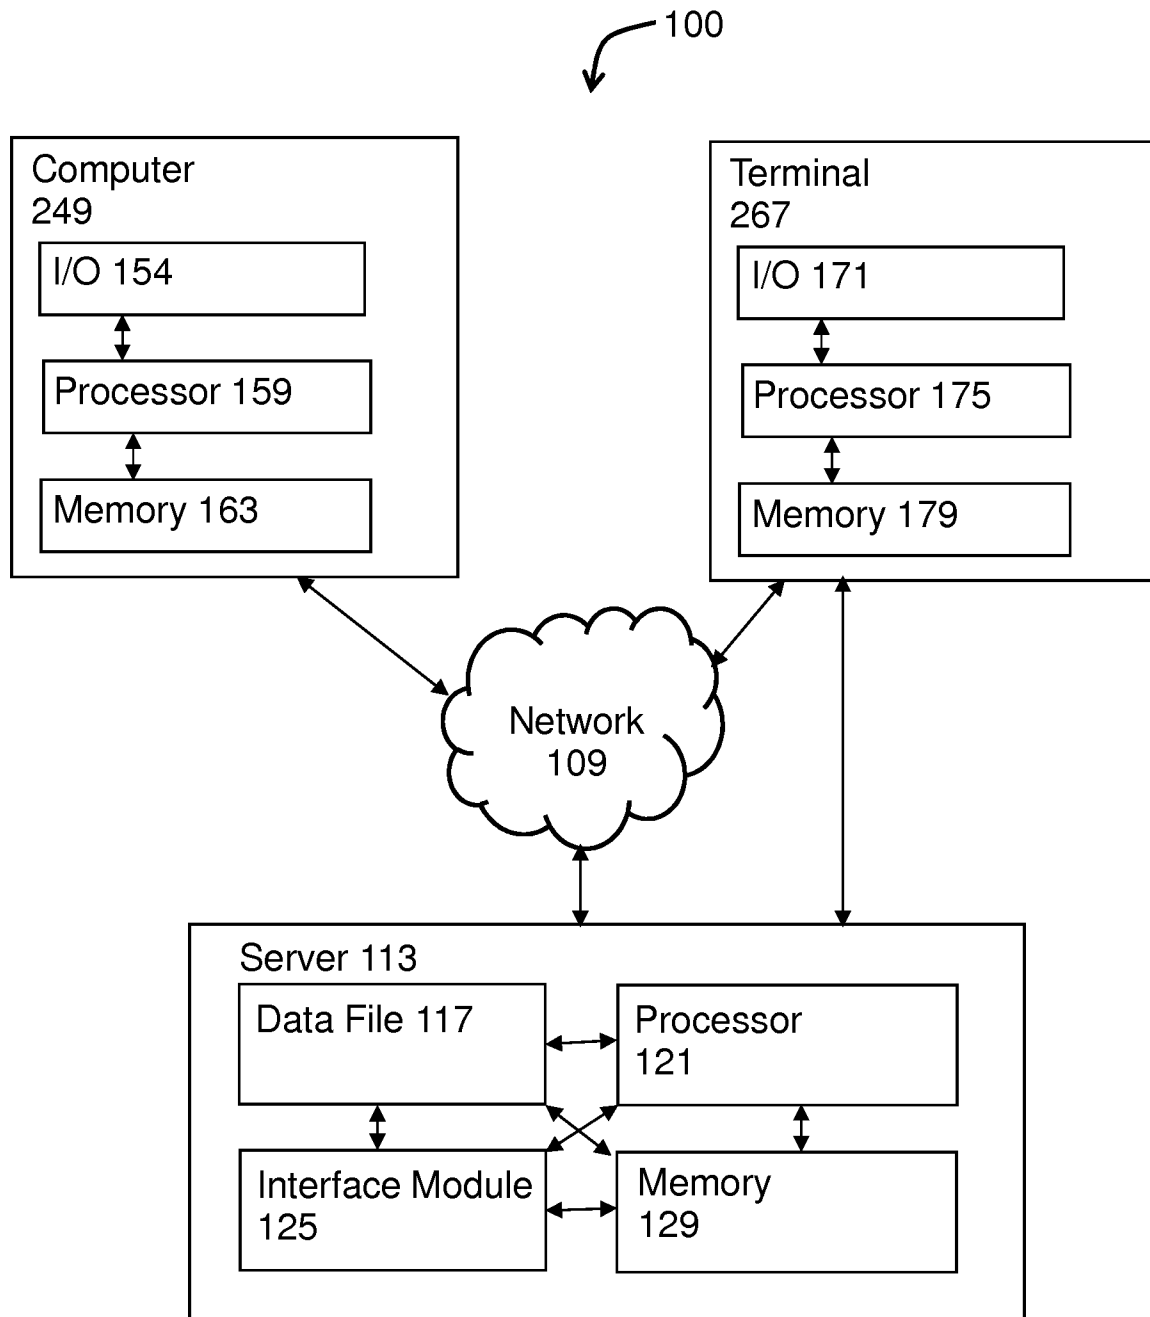 100
Computer
249
I/O 154
Processor 159
Memory 163
Terminal
267
I/O 171
Processor 175
Memory 179
Network
109
Server 113
Data File 117
Processor
121
Interface Module
125
Memory
129